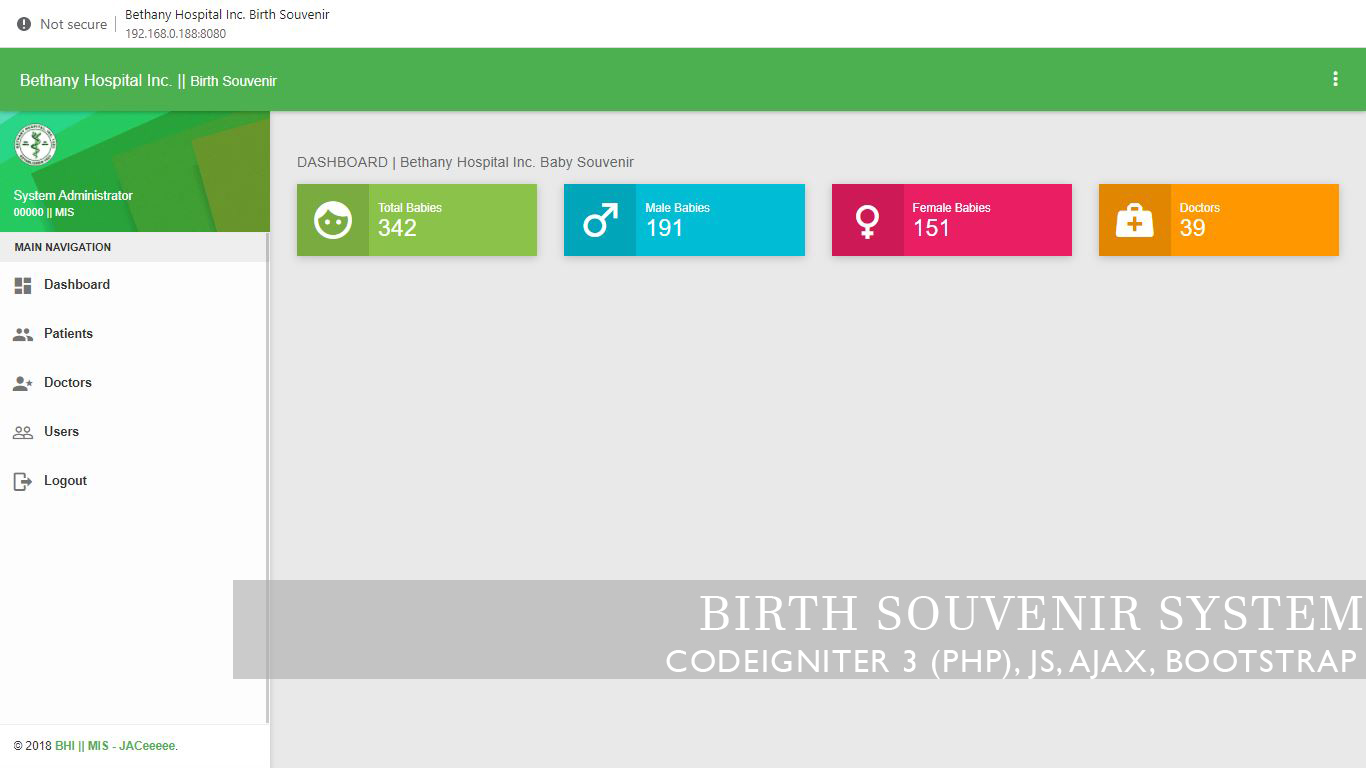 Not secure
Bethany Hospital Inc. Birth Souvenir
192.168.0.188:8080
Bethany Hospital Inc. || Birth Souvenir
System Administrator
00000 || MIS
MAIN NAVIGATION
Dashboard
Patients
Doctors
Users
Logout
© 2018 BHI || MIS - JACeeeee.
DASHBOARD | Bethany Hospital Inc. Baby Souvenir
Total Babies
342
Male Babies
191
Female Babies
151
Doctors
39
BIRTH SOUVENIR SYSTEM
CODEIGNITER 3 (PHP), JS, AJAX, BOOTSTRAP